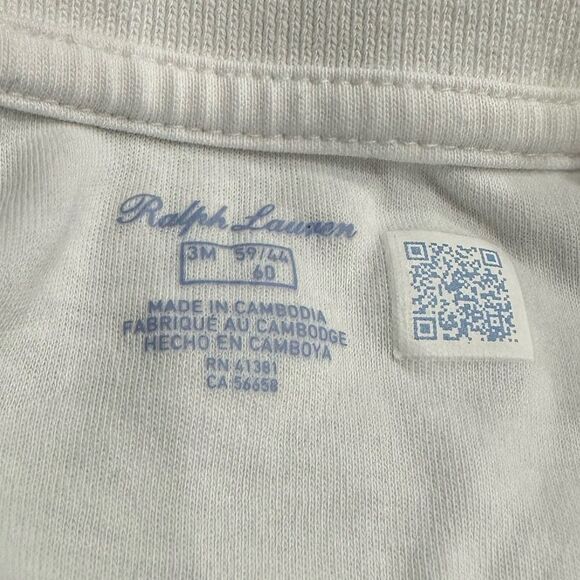 Ralph Lauren
3M 59/44
6D
MADE IN CAMBODIA
FABRIQUÉ AU CAMBODGE
HECHO EN CAMBOYA
RN 41381
CA 56658